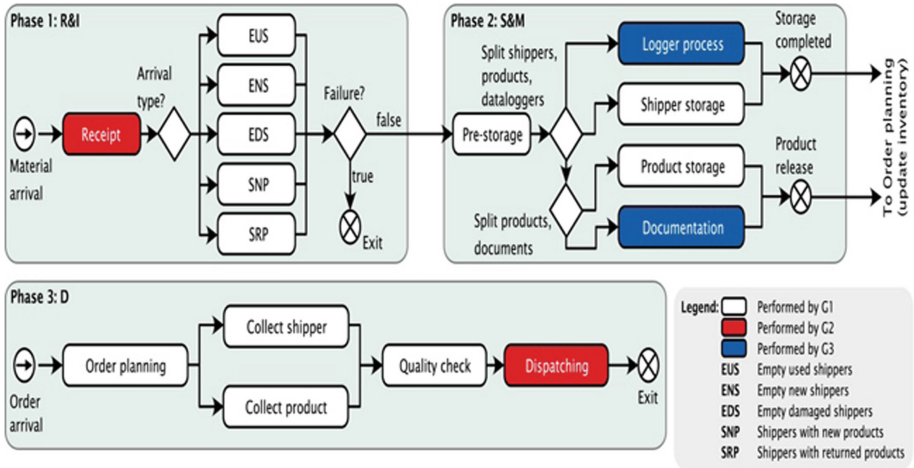 Phase 1: R&I
Material
arrival
Receipt
Arrival
type?
EUS
ENS
EDS
SNP
SRP
Failure?
false
true
Exit
Phase 2: S&M
Pre-storage
Split shippers,
products,
dataloggers
Logger process
Shipper storage
Product storage
Documentation
Split products,
documents
Storage
completed
Product
release
To Order planning
(update inventory)
Phase 3: D
Order
arrival
Order planning
Collect shipper
Collect product
Quality check
Dispatching
Exit
Legend:
Performed by G1
Performed by G2
Performed by G3
EUS Empty used shippers
ENS Empty new shippers
EDS Empty damaged shippers
SNP Shippers with new products
SRP Shippers with returned products